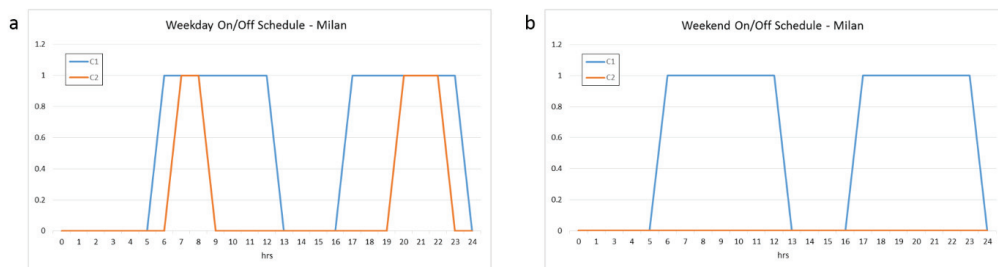 a
Weekday On/Off Schedule - Milan
1.2
C1
C2
1
0.8
0.6
0.4
0.2
0
0 1 2 3 4 5 6 7 8 9 10 11 12 13 14 15 16 17 18 19 20 21 22 23 24
hrs
b
Weekend On/Off Schedule - Milan
1.2
C1
C2
1
0.8
0.6
0.4
0.2
0
0 1 2 3 4 5 6 7 8 9 10 11 12 13 14 15 16 17 18 19 20 21 22 23 24
hrs